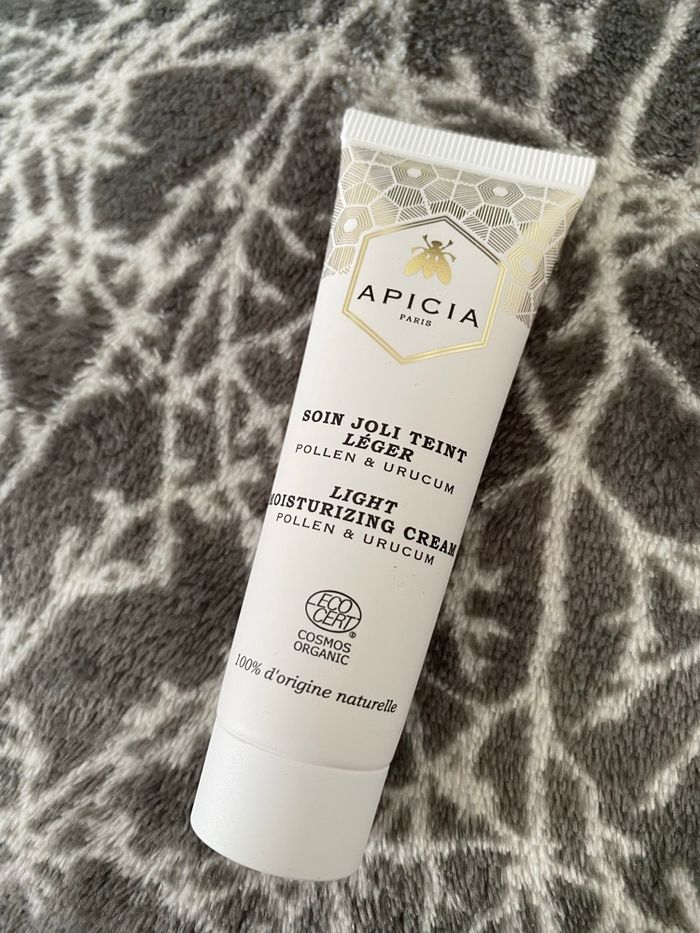 APICIA
PARIS
SOIN JOLI TEINT
LÉGER
POLLEN & URUCUM
LIGHT
MOISTURIZING CREAM
POLLEN & URUCUM
ECO
CERT®
COSMOS
ORGANIC
100% d'origine naturelle